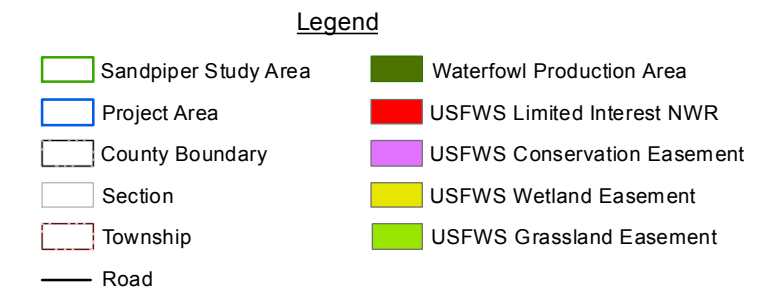 Legend
Sandpiper Study Area
Project Area
County Boundary
Section
Township
Road
Waterfowl Production Area
USFWS Limited Interest NWR
USFWS Conservation Easement
USFWS Wetland Easement
USFWS Grassland Easement